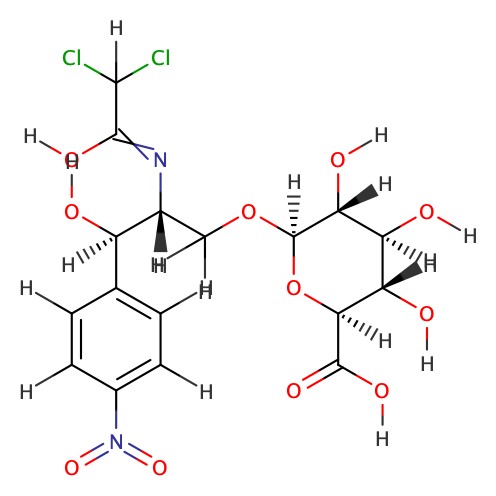 H
Cl Cl
H O H N
H O H
O H H O H
H H H H
H H O O H
H
H H O O
H
N
O O